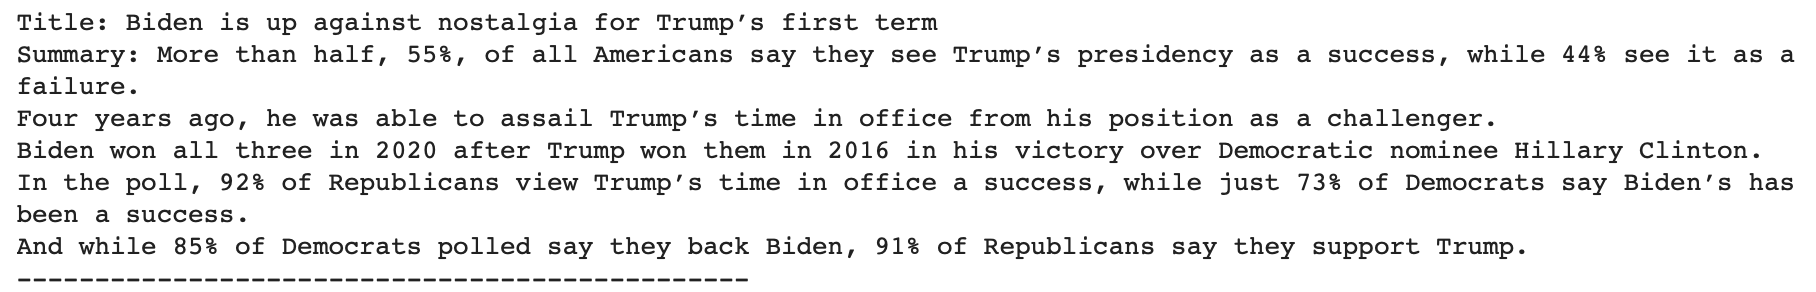 Title: Biden is up against nostalgia for Trump’s first term
Summary: More than half, 55%, of all Americans say they see Trump’s presidency as a success, while 44% see it as a
failure.
Four years ago, he was able to assail Trump’s time in office from his position as a challenger.
Biden won all three in 2020 after Trump won them in 2016 in his victory over Democratic nominee Hillary Clinton.
In the poll, 92% of Republicans view Trump’s time in office a success, while just 73% of Democrats say Biden’s has
been a success.
And while 85% of Democrats polled say they back Biden, 91% of Republicans say they support Trump.
-----------------------------------------------